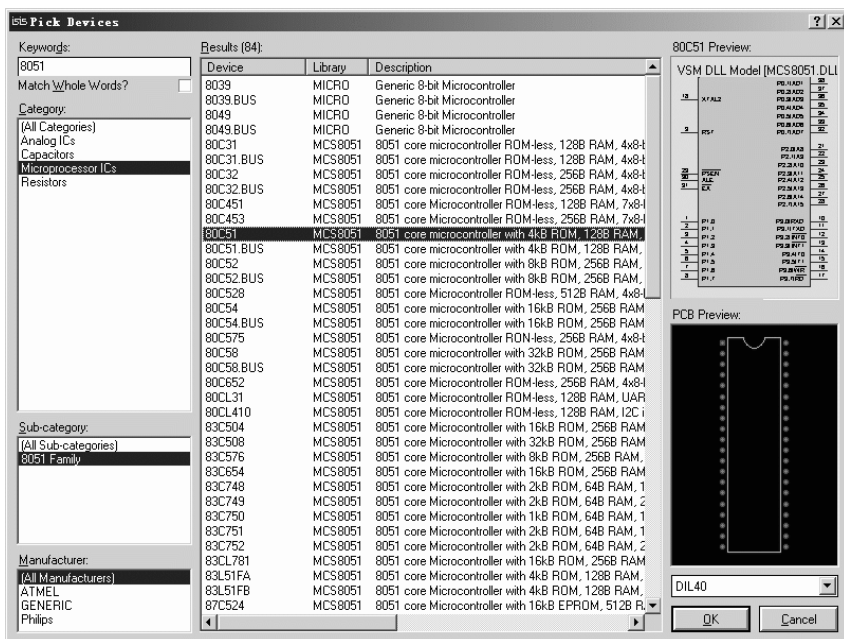 isis Pick Devices
Keywords:
8051
Match Whole Words?
Category:
(All Categories)
Analog ICs
Capacitors
Microprocessor ICs
Resistors
Sub-category:
(All Sub-categories)
8051 Family
Manufacturer:
(All Manufacturers)
ATMEL
GENERIC
Philips
Results (84):
Device Library Description
8039 MICRO Generic 8-bit Microcontroller
8039.BUS MICRO Generic 8-bit Microcontroller
8049 MICRO Generic 8-bit Microcontroller
8049.BUS MICRO Generic 8-bit Microcontroller
80C31 MCS8051 8051 core microcontroller ROM-less, 128B RAM, 4x8-
80C31.BUS MCS8051 8051 core microcontroller ROM-less, 128B RAM, 4x8-
80C32 MCS8051 8051 core microcontroller ROM-less, 256B RAM, 4x8-
80C32.BUS MCS8051 8051 core microcontroller ROM-less, 256B RAM, 4x8-
80C451 MCS8051 8051 core Microcontroller ROM-less, 128B RAM, 7x8-
80C453 MCS8051 8051 core Microcontroller ROM-less, 256B RAM, 7x8-
80C51 MCS8051 8051 core microcontroller with 4kB ROM, 128B RAM,
80C51.BUS MCS8051 8051 core microcontroller with 4kB ROM, 128B RAM,
80C52 MCS8051 8051 core microcontroller with 8kB ROM, 256B RAM,
80C52.BUS MCS8051 8051 core microcontroller with 8kB ROM, 256B RAM,
80C528 MCS8051 8051 core Microcontroller ROM-less, 512B RAM, 4x8-
80C54 MCS8051 8051 core microcontroller with 16kB ROM, 256B RAM
80C54.BUS MCS8051 8051 core microcontroller with 16kB ROM, 256B RAM
80C575 MCS8051 8051 core Microcontroller RON-less, 256B RAM, 4x8-
80C58 MCS8051 8051 core microcontroller with 32kB ROM, 256B RAM
80C58.BUS MCS8051 8051 core microcontroller with 32kB ROM, 256B RAM
80C652 MCS8051 8051 core Microcontroller ROM-less, 256B RAM, 4x8-
80CL31 MCS8051 8051 core Microcontroller ROM-less, 128B RAM, UAR
80CL410 MCS8051 8051 core Microcontroller ROM-less, 128B RAM, I2C i
83C504 MCS8051 8051 core Microcontroller with 16kB ROM, 256B RAM
83C508 MCS8051 8051 core Microcontroller with 32kB ROM, 256B RAM
83C576 MCS8051 8051 core Microcontroller with 8kB ROM, 256B RAM,
83C654 MCS8051 8051 core Microcontroller with 16kB ROM, 256B RAM
83C748 MCS8051 8051 core Microcontroller with 2kB ROM, 64B RAM, 1
83C749 MCS8051 8051 core Microcontroller with 2kB ROM, 64B RAM, 2
83C750 MCS8051 8051 core Microcontroller with 1kB ROM, 64B RAM, 1
83C751 MCS8051 8051 core Microcontroller with 2kB ROM, 64B RAM, 1
83C752 MCS8051 8051 core Microcontroller with 2kB ROM, 64B RAM, 2
83CL781 MCS8051 8051 core Microcontroller with 16kB ROM, 256B RAM
83L51FA MCS8051 8051 core Microcontroller with 4kB ROM, 128B RAM,
83L51FB MCS8051 8051 core Microcontroller with 4kB ROM, 128B RAM,
87C524 MCS8051 8051 core Microcontroller with 16kB EPROM, 512B R
80C51 Preview:
VSM DLL Model [MCS8051.DLL
XTAL2
RST
PSEN
ALE
EA
P1.0
P1.1
P1.2
P1.3
P1.4
P1.5
P1.6
P1.7
PCB Preview:
DIL40
OK Cancel